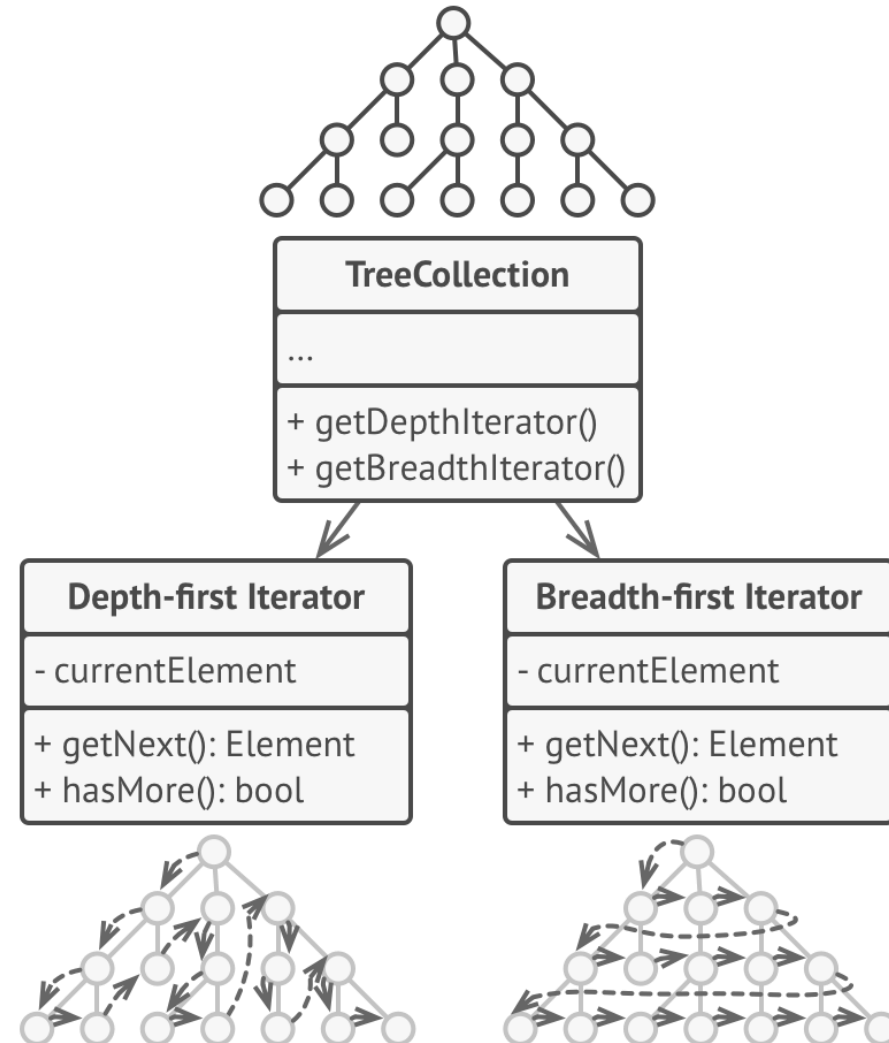 TreeCollection
...
+ getDepthIterator()
+ getBreadthIterator()
Depth-first Iterator
- currentElement
+ getNext(): Element
+ hasMore(): bool
Breadth-first Iterator
- currentElement
+ getNext(): Element
+ hasMore(): bool